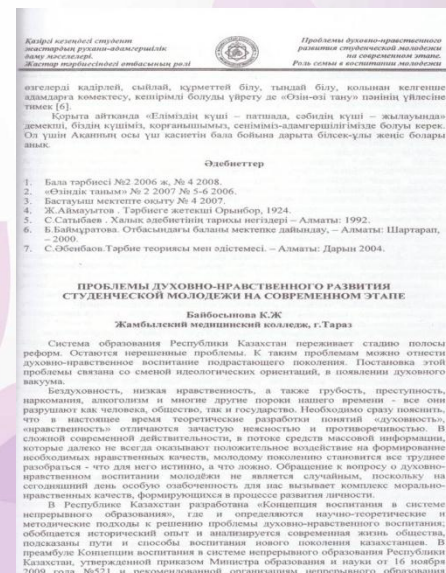 Қазіргі кезеңдегі студент
жастардың рухани-адамгершілік
даму мәселелері.
Жастар тәрбиесіндегі отбасының рөлі
Проблемы духовно-нравственного
развития студенческой молодежи
на современном этапе.
Роль семьи в воспитании молодежи
өзгелерді қадірлей, сыйлай, құрметтей білу, тыңдай білу, қолынан келгенше
адамдарға көмектесу, кешірімді болуды үйрету де «Өзін-өзі тану» пәнінің үйлесіне
тимек [6].
Қорыта айтқанда «Еліміздің күші – патшада, сәбидің күші – жылауында»
демекші, біздің күшіміз, қорғанышымыз, сеніміміз-адамгершілігімізде болуы керек.
Ол үшін Ақанның осы үш қасиетін бала бойына дарыта білсек-ұлы жеңіс болары
анық.
Әдебиеттер
1. Бала тәрбиесі №2 2006 ж, № 4 2008.
2. «Өзіндік таным» № 2 2007 № 5-6 2006.
3. Бастауыш мектепте оқыту № 4 2007.
4. Ж.Аймауытов . Тәрбиеге жетекші Орынбор, 1924.
5. С.Сатыбаев . Халық әдебиетінің тарихы негіздері – Алматы: 1992.
6. Б.Баймұратова. Отбасындағы баланы мектепке дайындау, – Алматы: Шартарап,
– 2000.
7. С.Әбенбаов.Тәрбие теориясы мен әдістемесі. – Алматы: Дарын 2004.
ПРОБЛЕМЫ ДУХОВНО-НРАВСТВЕННОГО РАЗВИТИЯ
СТУДЕНЧЕСКОЙ МОЛОДЕЖИ НА СОВРЕМЕННОМ ЭТАПЕ
Байбосынова К.Ж
Жамбылский медицинский колледж, г.Тараз
Система образования Республики Казахстан переживает стадию полосы
реформ. Остаются нерешенные проблемы. К таким проблемам можно отнести
духовно-нравственное воспитание подрастающего поколения. Постановка этой
проблемы связана со сменой идеологических ориентаций, в появлении духовного
вакуума.
Бездуховность, низкая нравственность, а также грубость, преступность,
наркомания, алкоголизм и многие другие пороки нашего времени - все они
разрушают как человека, общество, так и государство. Необходимо сразу пояснить,
что в настоящее время теоретические разработки понятий «духовность»,
«нравственность» отличаются зачастую неясностью и противоречивостью. В
сложной современной действительности, в потоке средств массовой информации,
которые далеко не всегда оказывают положительное воздействие на формирование
необходимых нравственных качеств, молодому поколению становится все труднее
разобраться - что для него истинно, а что ложно. Обращение к вопросу о духовно-
нравственном воспитании молодёжи не является случайным, поскольку на
сегодняшний день особую озабоченность для нас вызывает комплекс морально-
нравственных качеств, формирующихся в процессе развития личности.
В Республике Казахстан разработана «Концепция воспитания в системе
непрерывного образования», где и определяются научно-теоретические и
методические подходы к решению проблемы духовно-нравственного воспитания;
обобщается исторический опыт и анализируется современная жизнь общества,
подсказаны пути и способы воспитания нового поколения казахстанцев. В
преамбуле Концепции воспитания в системе непрерывного образования Республики
Казахстан, утвержденной приказом Министра образования и науки от 16 ноября
2009 года №521 и рекомендованной организациям непрерывного образования